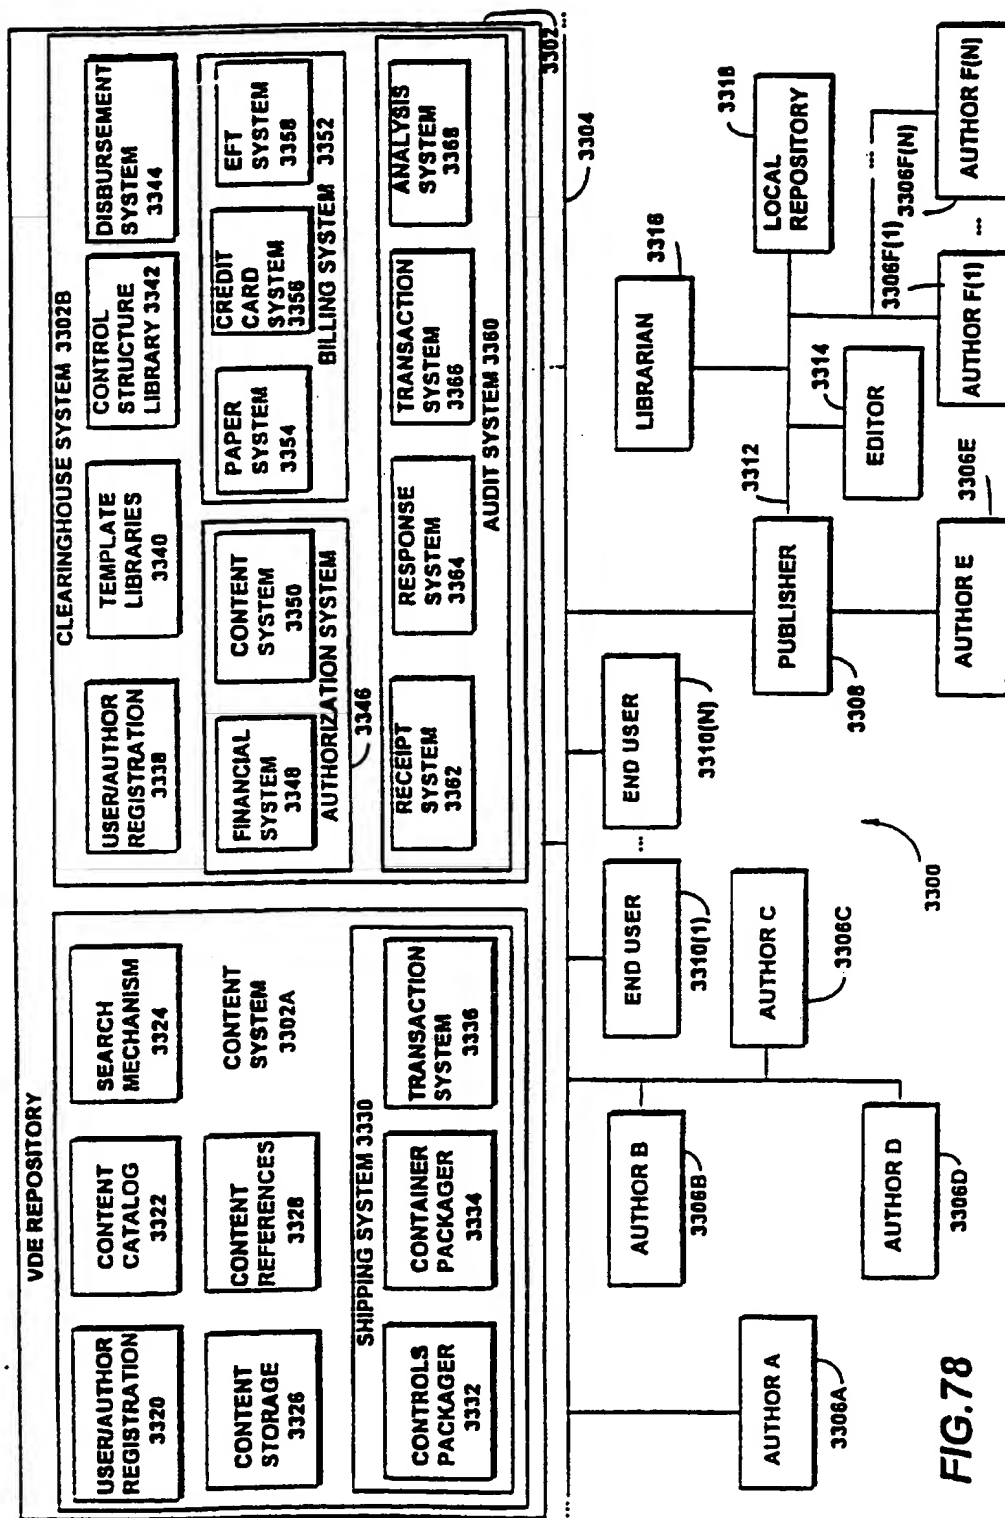 VDE REPOSITORY
USER/AUTHOR
REGISTRATION
3320
CONTENT
CATALOG
3322
SEARCH
MECHANISM
3324
CONTENT
STORAGE
3326
CONTENT
REFERENCES
3328
CONTENT
SYSTEM
3302A
SHIPPING SYSTEM 3330
CONTROLS
PACKAGER
3332
CONTAINER
PACKAGER
3334
TRANSACTION
SYSTEM
3336
CLEARINGHOUSE SYSTEM 3302B
USER/AUTHOR
REGISTRATION
3338
TEMPLATE
LIBRARIES
3340
CONTROL
STRUCTURE
LIBRARY 3342
DISBURSEMENT
SYSTEM
3344
FINANCIAL
SYSTEM
3348
CONTENT
SYSTEM
3350
AUTHORIZATION SYSTEM
3346
PAPER
SYSTEM
3354
CREDIT
CARD
SYSTEM
3356
EFT
SYSTEM
3358
BILLING SYSTEM 3352
RECEIPT
SYSTEM
3362
RESPONSE
SYSTEM
3364
TRANSACTION
SYSTEM
3366
ANALYSIS
SYSTEM
3368
AUDIT SYSTEM 3360
3302
...
...
3304
AUTHOR A
3306A
AUTHOR B
3306B
AUTHOR C
3306C
AUTHOR D
3306D
END USER
3310(1)
...
END USER
3310(N)
3300
PUBLISHER
3308
3312
AUTHOR E
3306E
LIBRARIAN
3316
EDITOR
3314
LOCAL
REPOSITORY
3318
...
3306F(1)
3306F(N)
AUTHOR F(1)
...
AUTHOR F(N)
FIG.78